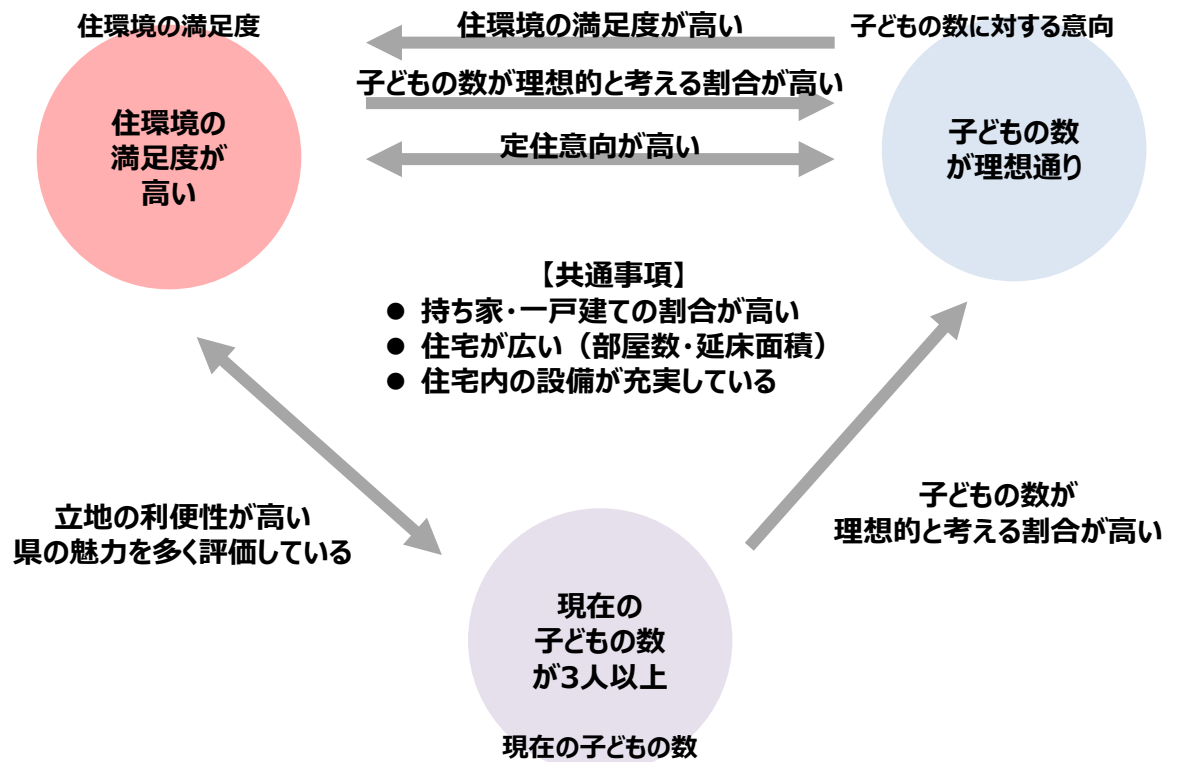 住環境の満足度
住環境の満足度が高い
子どもの数に対する意向
子どもの数が理想的と考える割合が高い
住環境の
満足度が
高い
定住意向が高い
子どもの数
が理想通り
【共通事項】
● 持ち家・一戸建ての割合が高い
● 住宅が広い（部屋数・延床面積）
● 住宅内の設備が充実している
立地の利便性が高い
県の魅力を多く評価している
子どもの数が
理想的と考える割合が高い
現在の
子どもの数
が3人以上
現在の子どもの数